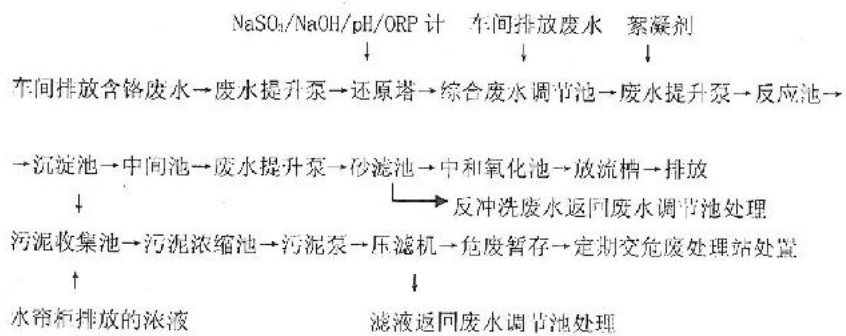 NaSO₃/NaOH/pH/ORP 计 车间排放废水 絮凝剂
↓ ↓ ↓
车间排放含铬废水→废水提升泵→还原塔→综合废水调节池→废水提升泵→反应池→
→沉淀池→中间池→废水提升泵→砂滤池→中和氧化池→放流槽→排放
↓ 反冲洗废水返回废水调节池处理
污泥收集池→污泥浓缩池→污泥泵→压滤机→危废暂存→定期交危废处理站处置
↑ ↓
水帘柜排放的浓液 滤液返回废水调节池处理